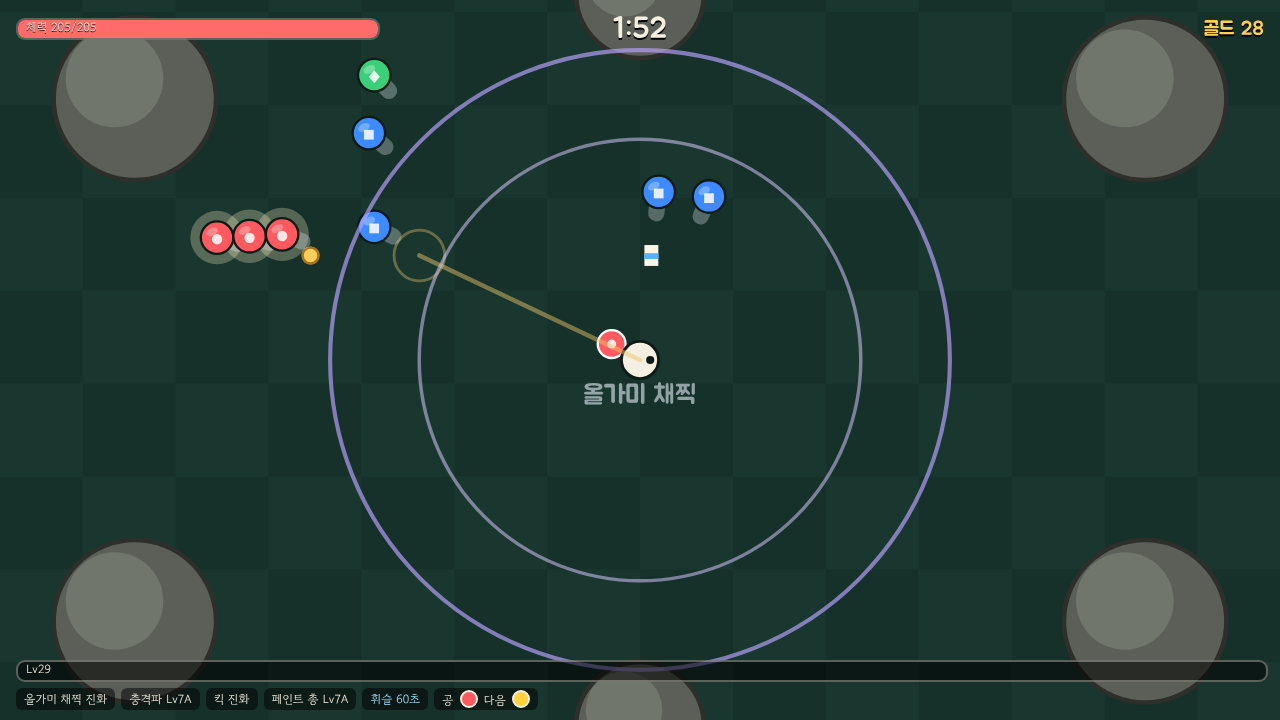 체력 205/205
1:52
골드 28
올가미 채찍
Lv29
올가미 채찍 진화
충격파 Lv7A
킥 진화
페인트 총 Lv7A
휘슬 60초
공
다음